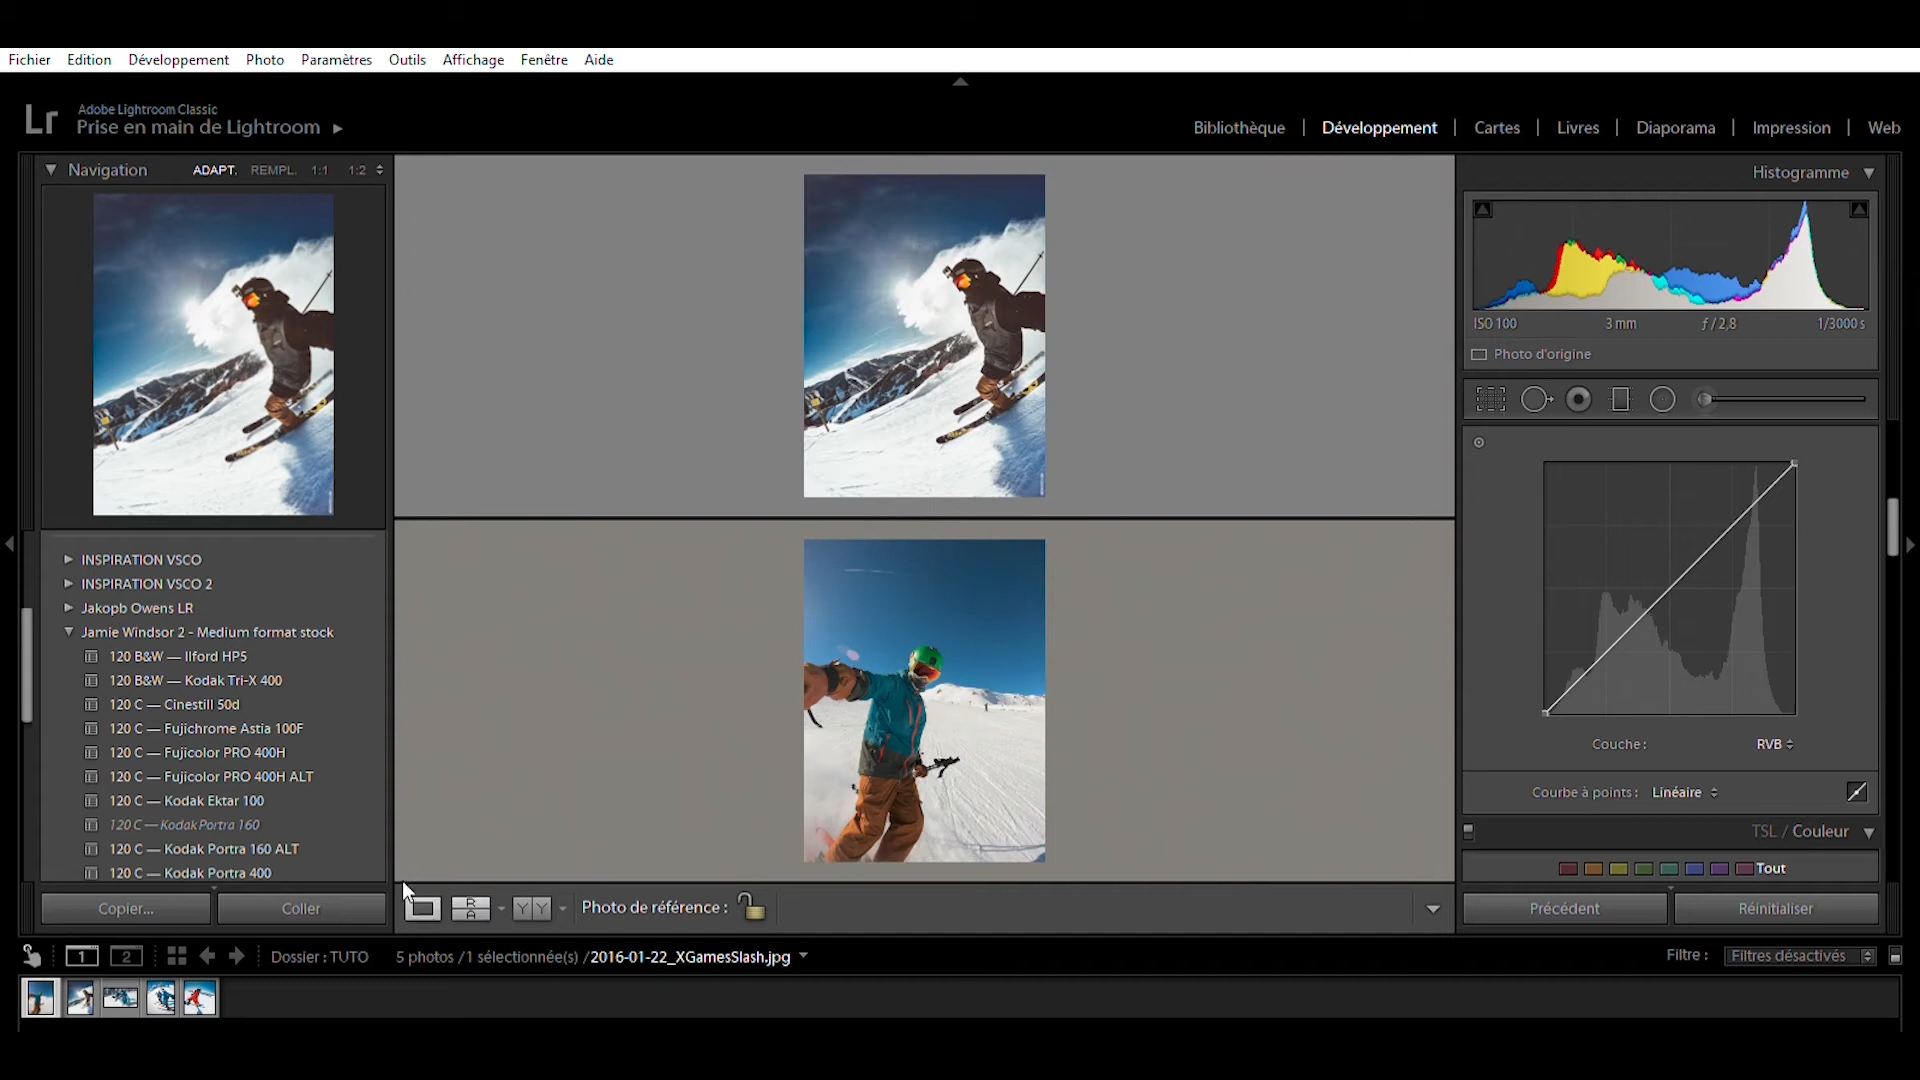 Fichier Edition Développement Photo Paramètres Outils Affichage Fenêtre Aide
Lr
Adobe Lightroom Classic
Prise en main de Lightroom
Bibliothèque | Développement | Cartes | Livres | Diaporama | Impression | Web
Navigation ADAPT. REMPL. 1:1 1:2
Histogramme
ISO 100 3 mm ƒ / 2,8 1/3000 s
Photo d'origine
INSPIRATION VSCO
INSPIRATION VSCO 2
Jakopb Owens LR
Jamie Windsor 2 - Medium format stock
120 B&W — Ilford HP5
120 B&W — Kodak Tri-X 400
120 C — Cinestill 50d
120 C — Fujichrome Astia 100F
120 C — Fujicolor PRO 400H
120 C — Fujicolor PRO 400H ALT
120 C — Kodak Ektar 100
120 C — Kodak Portra 160
120 C — Kodak Portra 160 ALT
120 C — Kodak Portra 400
Couche : RVB
Courbe à points : Linéaire
TSL / Couleur
Tout
Copier... Coller
R A Y Y Photo de référence :
Précédent Réinitialiser
1 2 Dossier : TUTO 5 photos /1 sélectionnée(s) /2016-01-22_XGamesSlash.jpg
Filtre : Filtres désactivés